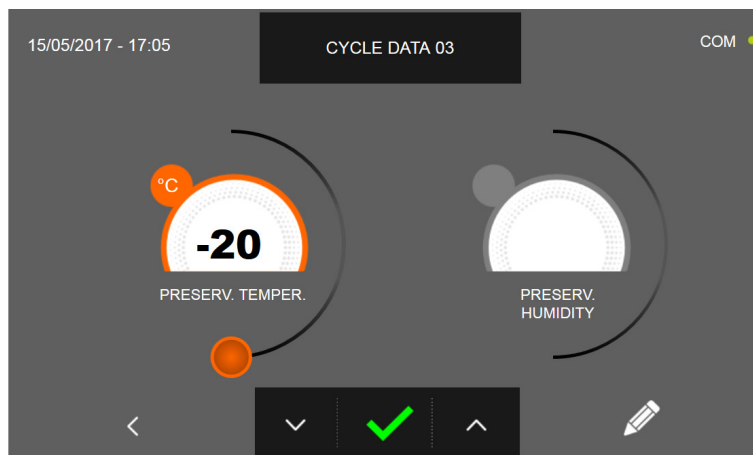 15/05/2017 - 17:05
CYCLE DATA 03
COM
°C
-20
PRESERV. TEMPER.
PRESERV.
HUMIDITY